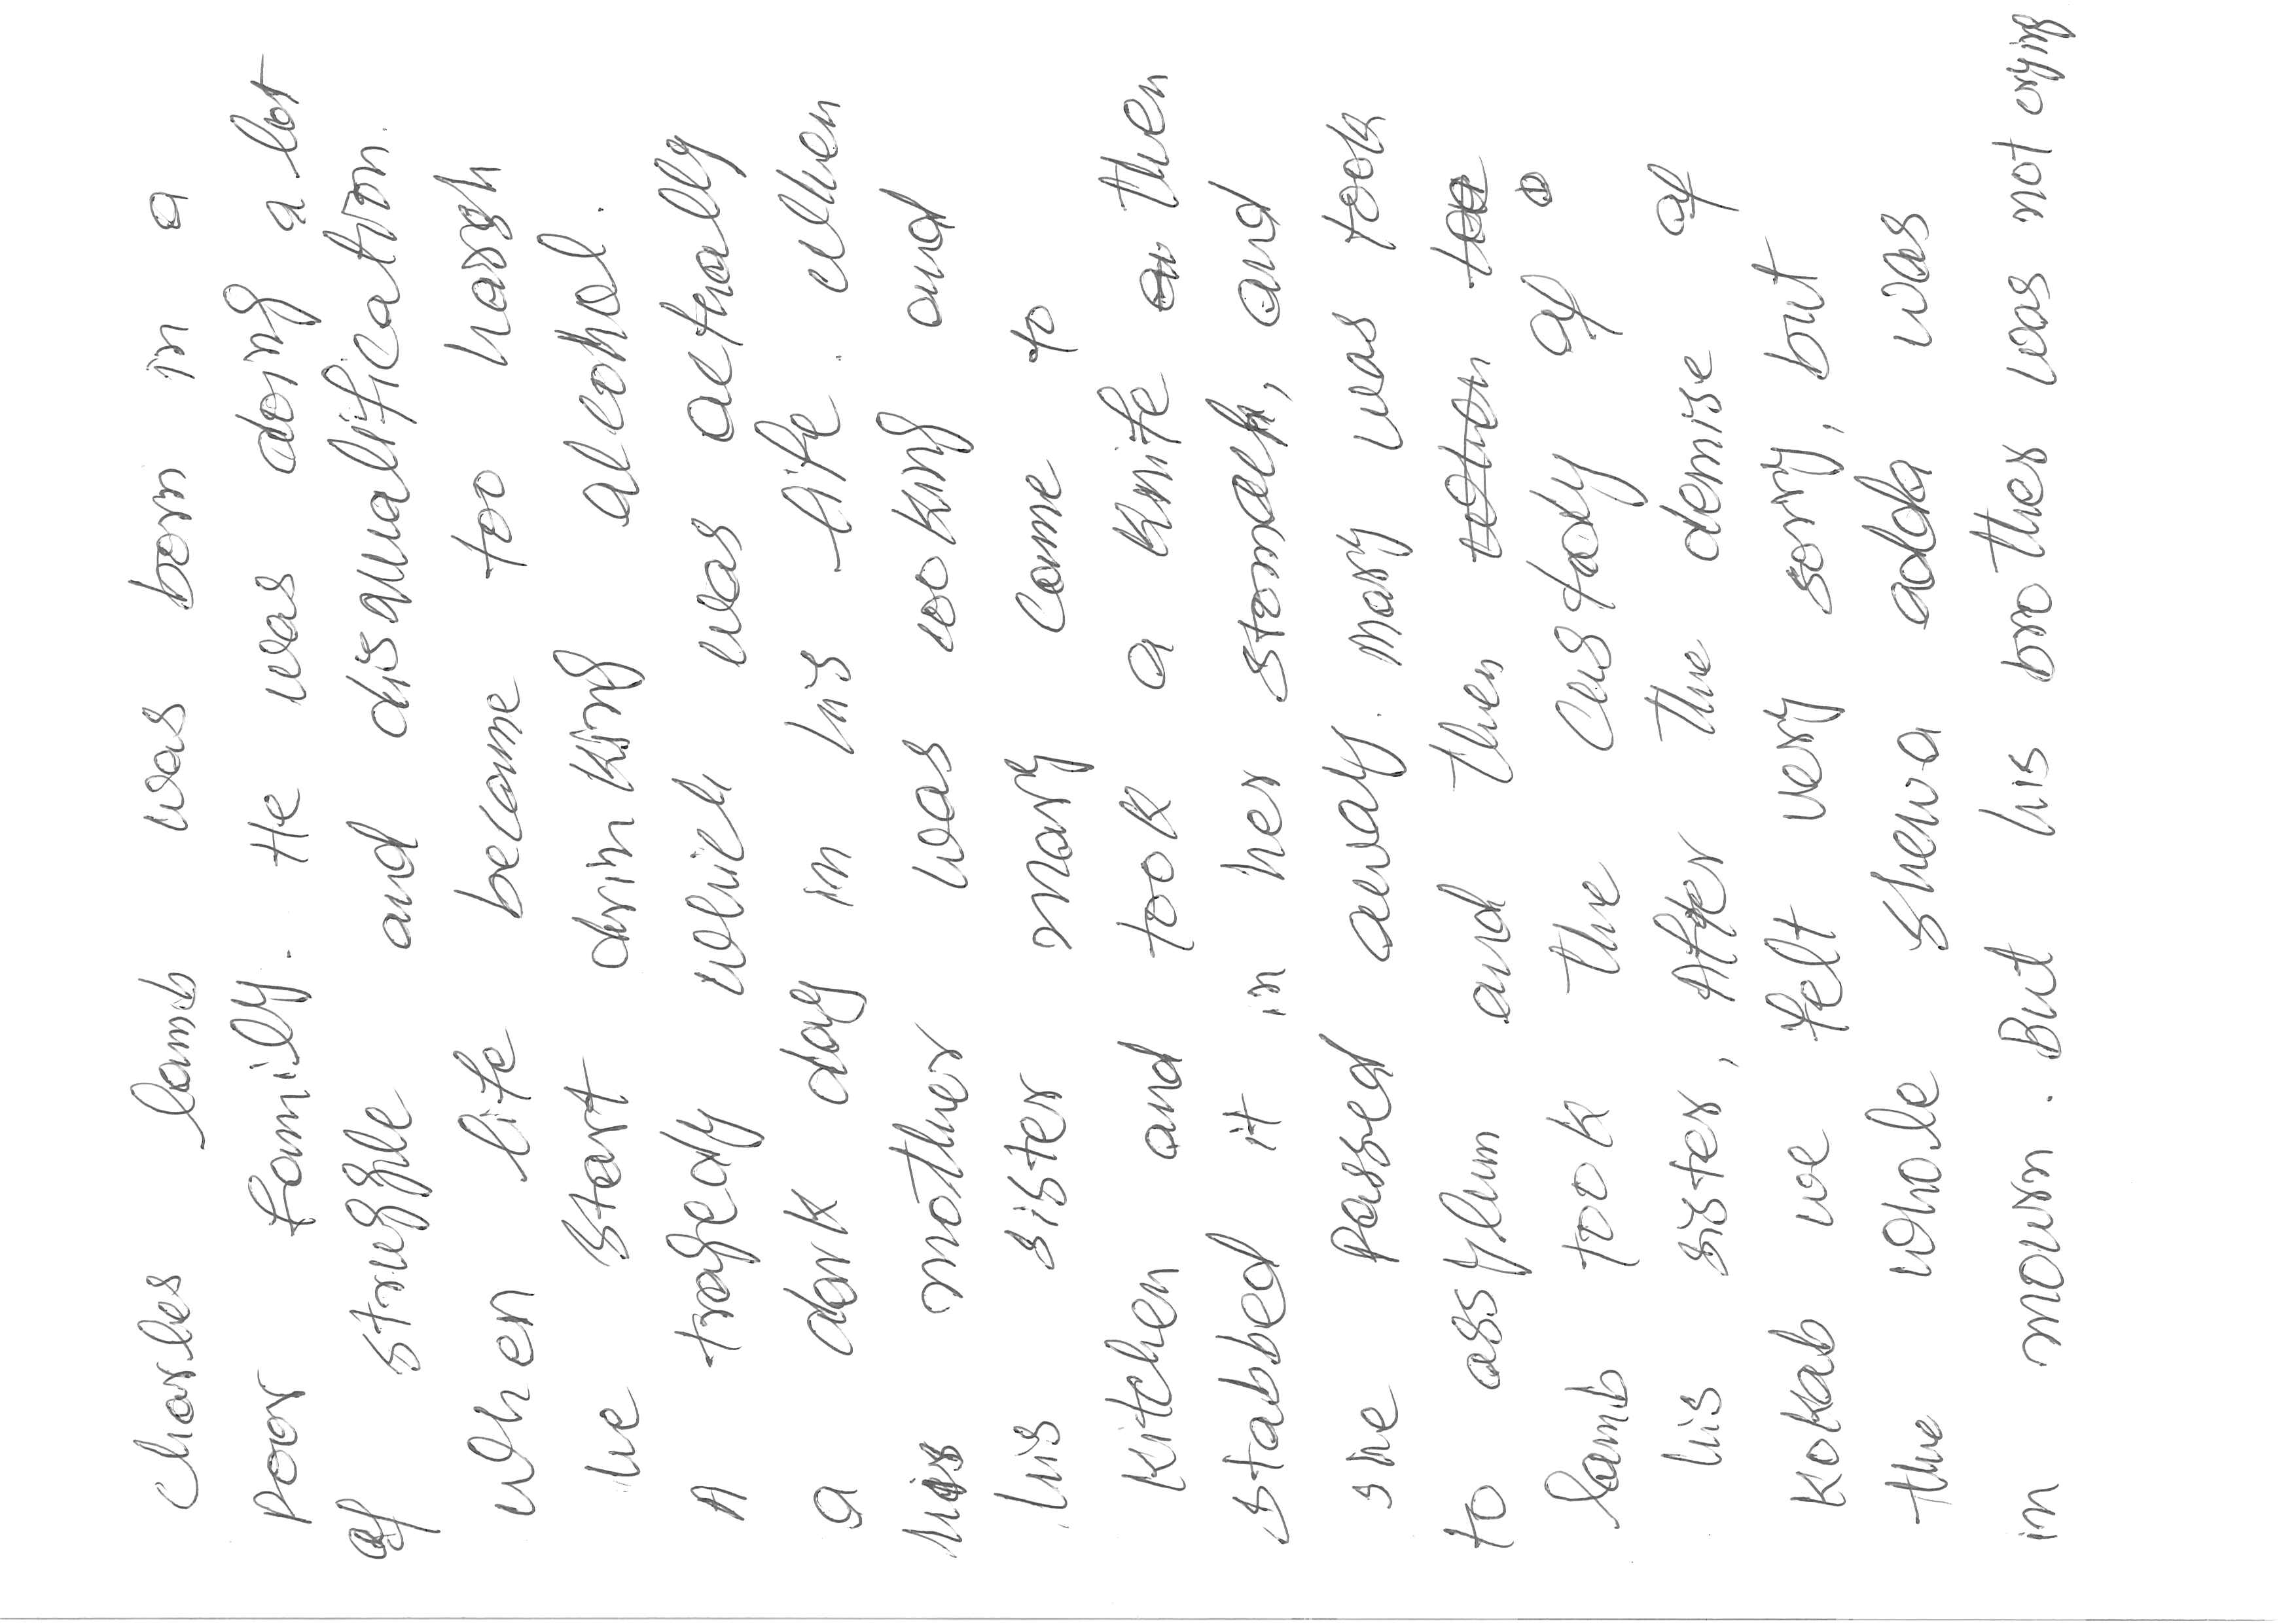 Charles lamb was born in a
poor family. He was doing a lot
of struggle and disqualification.
when life became too harsh
he start drinking alcohol.
A tragedy which was actually
a dark day in his life. When
his mother was cooking and
his sister mary came to
kitchen and took a knife then
stabbed it in her stomach, and
she passed away. Mary was took
to assylum and then
lamb took the custody of
his sister, After the demise of
kokab we felt very sorry, but
the whole shewa adda was
in mourn. But his brother was not crying